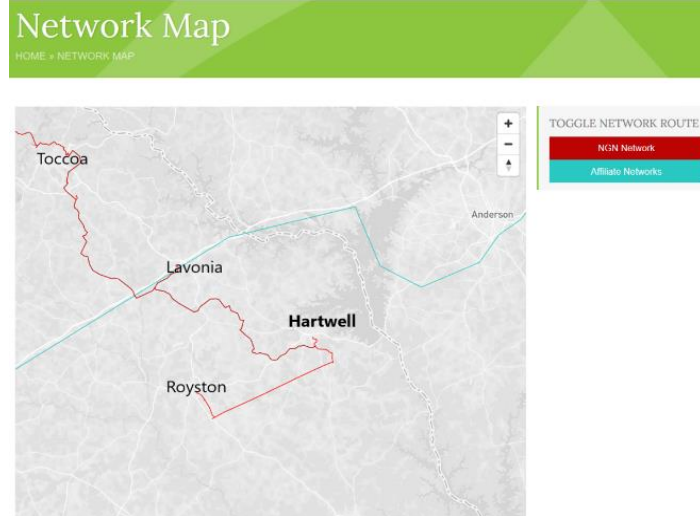 Network Map
HOME » NETWORK MAP
TOGGLE NETWORK ROUTE
NGN Network
Affiliate Networks
+
−
Toccoa
Anderson
Lavonia
Hartwell
Royston